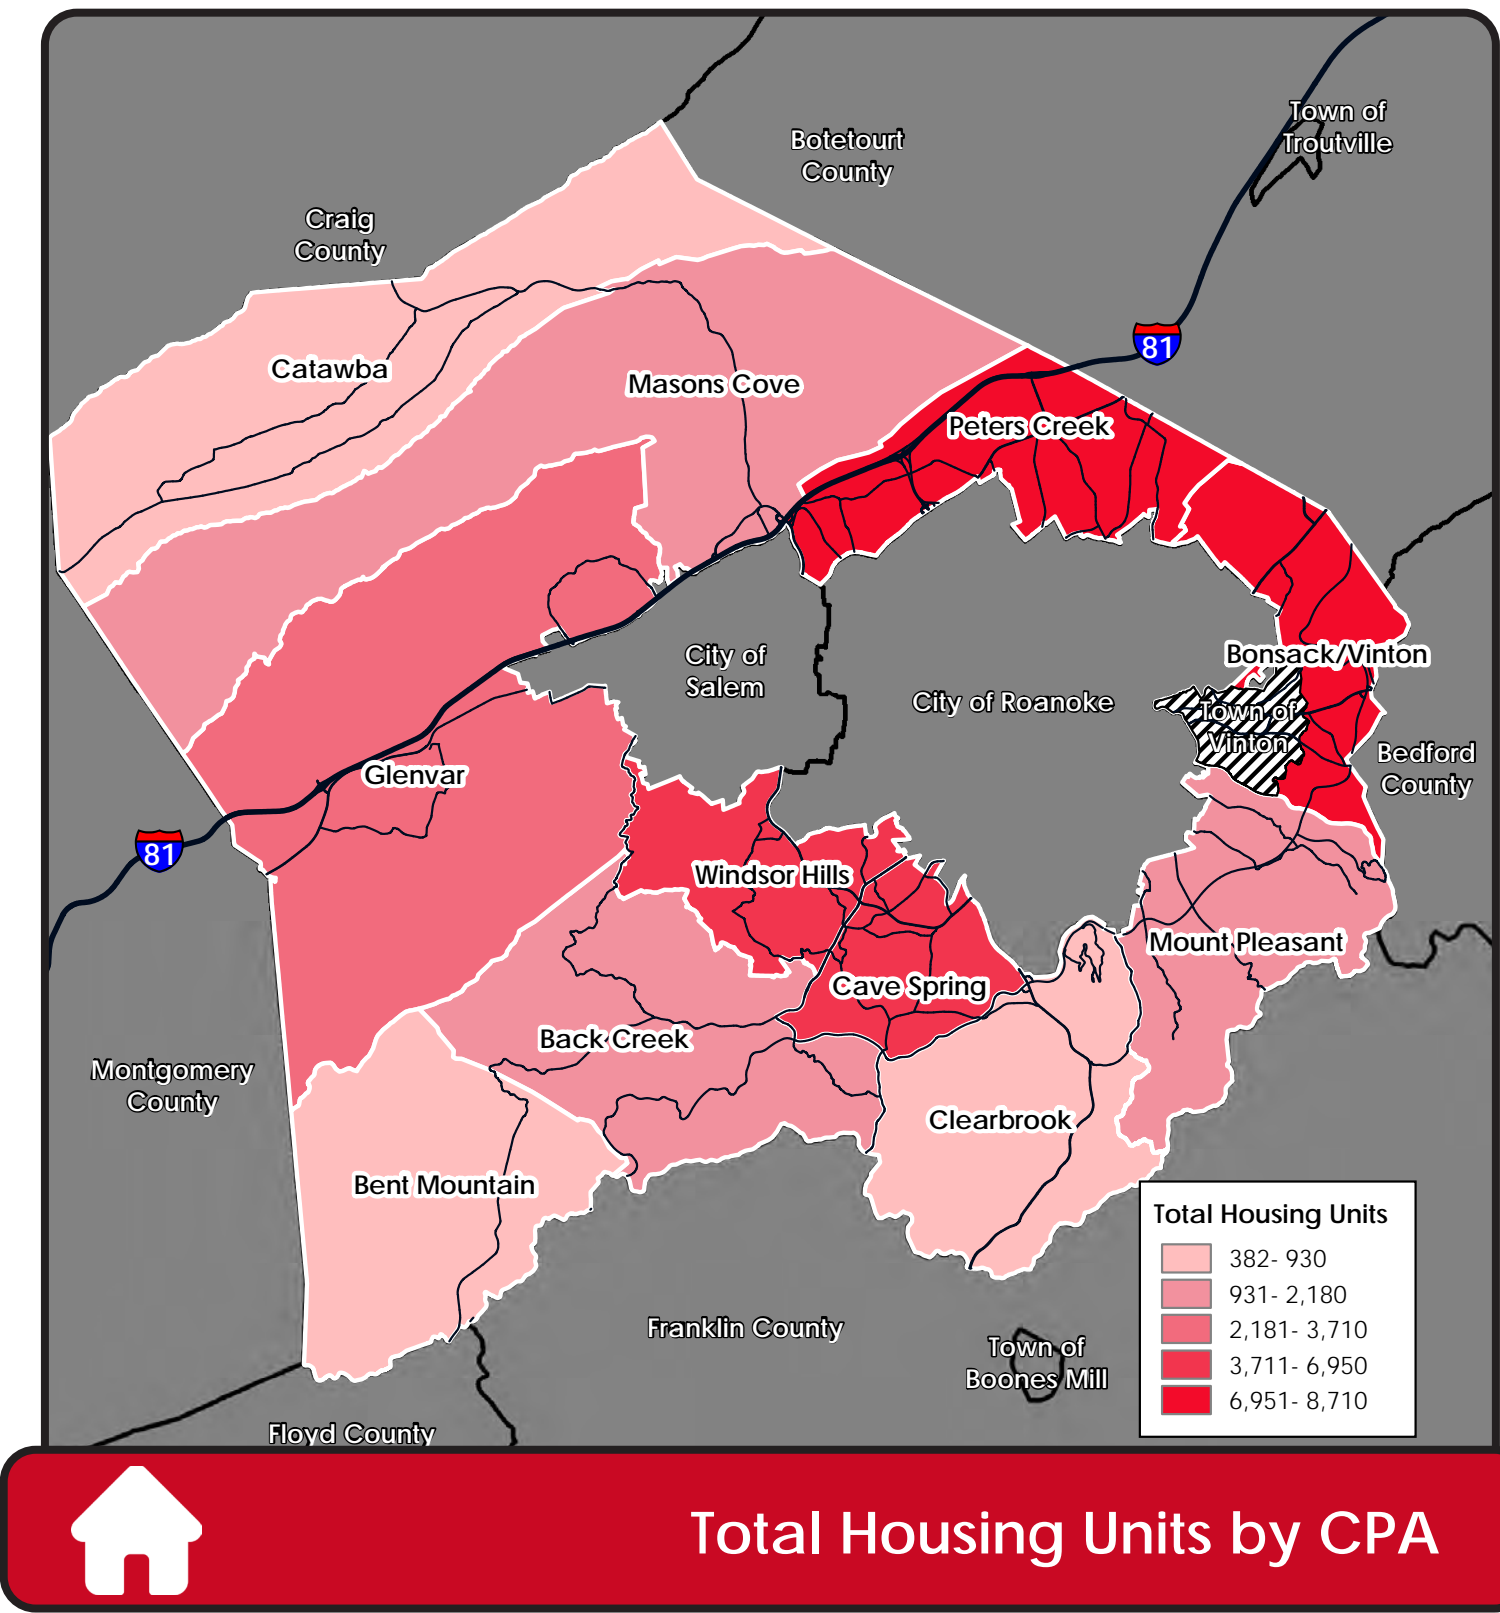 Town of
Troutville
Botetourt
County
Craig
County
81
Catawba
Masons Cove
Peters Creek
City of
Salem
Bonsack/Vinton
City of Roanoke
Town of
Vinton
Bedford
County
Glenvar
81
Windsor Hills
Mount Pleasant
Cave Spring
Back Creek
Montgomery
County
Clearbrook
Bent Mountain
Total Housing Units
382- 930
931- 2,180
2,181- 3,710
3,711- 6,950
6,951- 8,710
Franklin County
Town of
Boones Mill
Floyd County
Total Housing Units by CPA